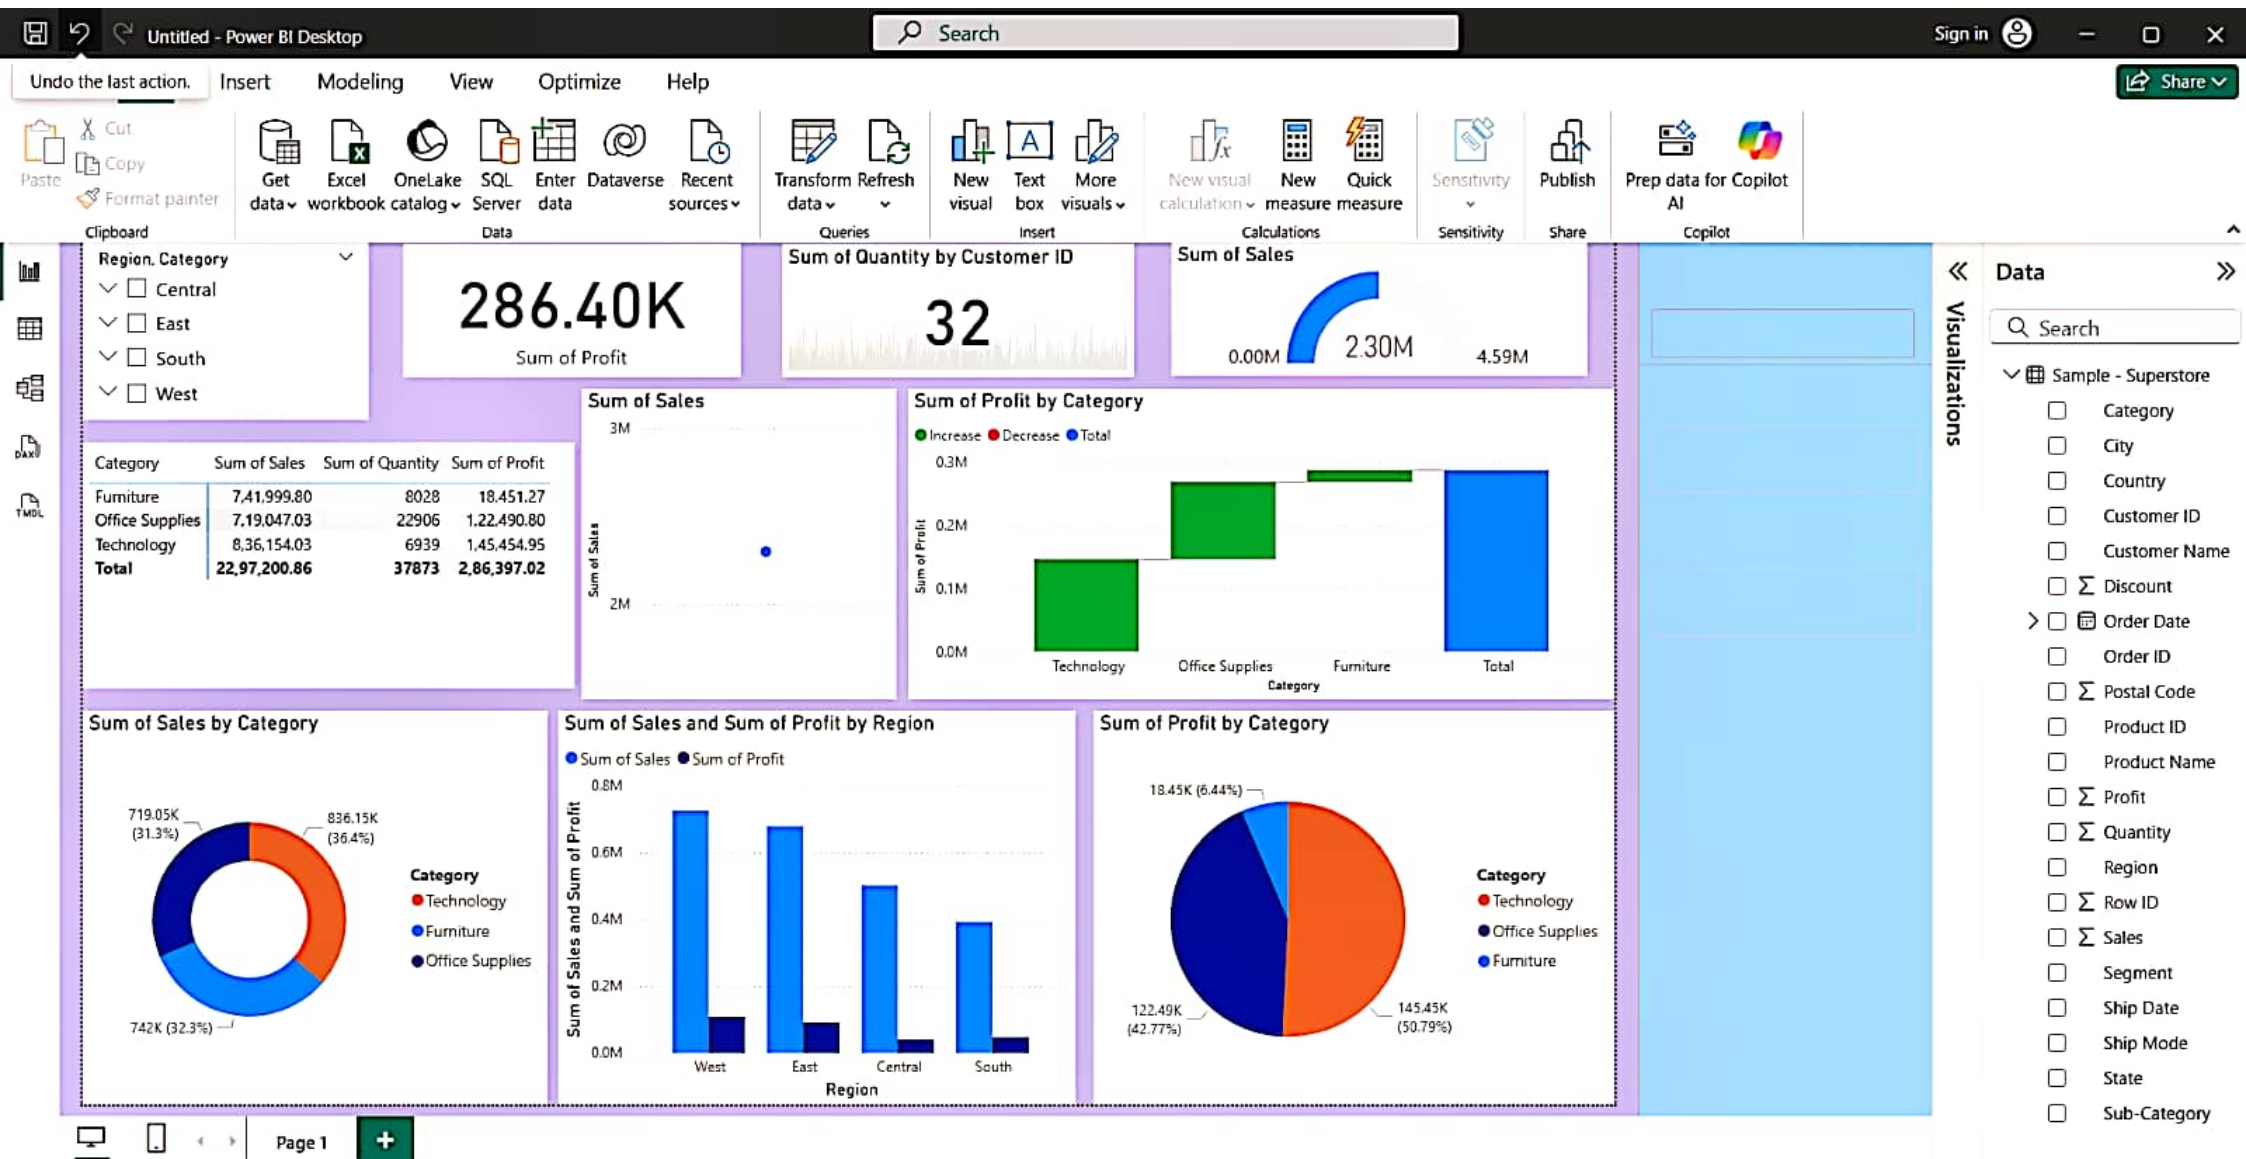 Untitled - Power BI Desktop
Search
Sign in
Undo the last action.
Insert
Modeling
View
Optimize
Help
Share
Paste
Cut
Copy
Format painter
Clipboard
Get data
Excel workbook
OneLake catalog
SQL Server
Enter data
Dataverse
Recent sources
Data
Transform data
Refresh
Queries
New visual
Text box
More visuals
Insert
New visual calculation
New measure
Quick measure
Calculations
Sensitivity
Sensitivity
Publish
Share
Prep data for AI
Copilot
Copilot
DAX
TMDL
Region, Category
Central
East
South
West
286.40K
Sum of Profit
Sum of Quantity by Customer ID
32
Sum of Sales
0.00M
2.30M
4.59M
Category Sum of Sales Sum of Quantity Sum of Profit
Furniture 7,41,999.80 8028 18,451.27
Office Supplies 7,19,047.03 22906 1,22,490.80
Technology 8,36,154.03 6939 1,45,454.95
Total 22,97,200.86 37873 2,86,397.02
Sum of Sales
3M
2M
Sum of Sales
Sum of Profit by Category
Increase Decrease Total
0.3M
0.2M
0.1M
0.0M
Sum of Profit
Technology Office Supplies Furniture Total
Category
Sum of Sales by Category
719.05K
(31.3%)
836.15K
(36.4%)
742K (32.3%)
Category
Technology
Furniture
Office Supplies
Sum of Sales and Sum of Profit by Region
Sum of Sales Sum of Profit
0.8M
0.6M
0.4M
0.2M
0.0M
Sum of Sales and Sum of Profit
West East Central South
Region
Sum of Profit by Category
18.45K (6.44%)
122.49K
(42.77%)
145.45K
(50.79%)
Category
Technology
Office Supplies
Furniture
Visualizations
Data
Search
Sample - Superstore
Category
City
Country
Customer ID
Customer Name
Discount
Order Date
Order ID
Postal Code
Product ID
Product Name
Profit
Quantity
Region
Row ID
Sales
Segment
Ship Date
Ship Mode
State
Sub-Category
Page 1